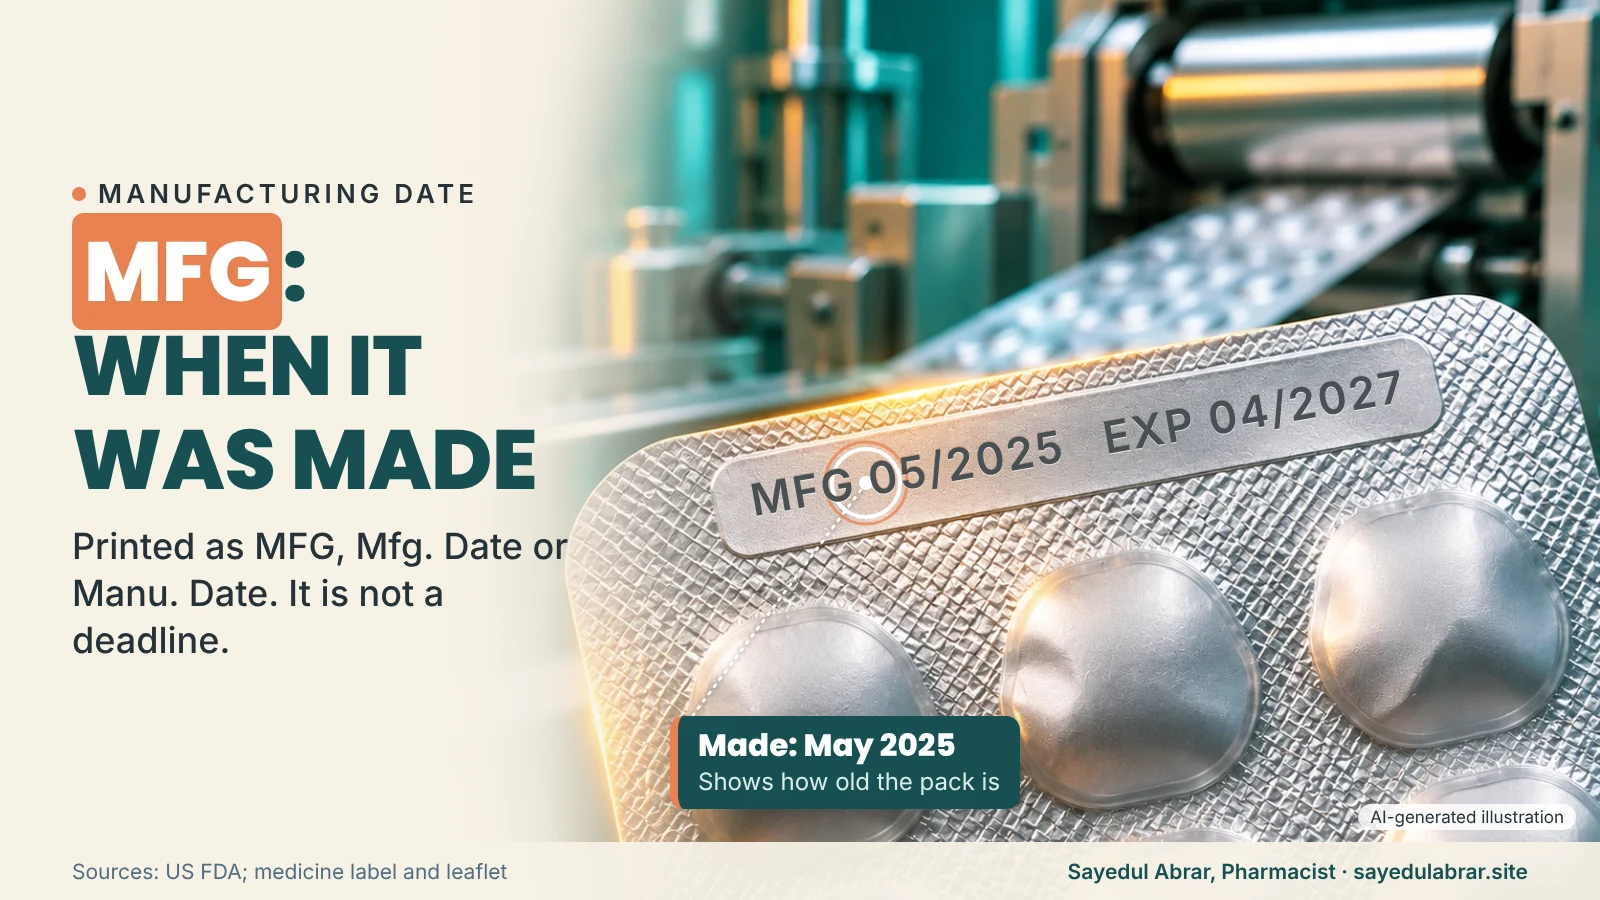 MANUFACTURING DATE
MFG:
WHEN IT
WAS MADE
Printed as MFG, Mfg. Date or
Manu. Date. It is not a
deadline.
MFG 05/2025 EXP 04/2027
Made: May 2025
Shows how old the pack is
AI-generated illustration
Sources: US FDA; medicine label and leaflet
Sayedul Abrar, Pharmacist · sayedulabrar.site